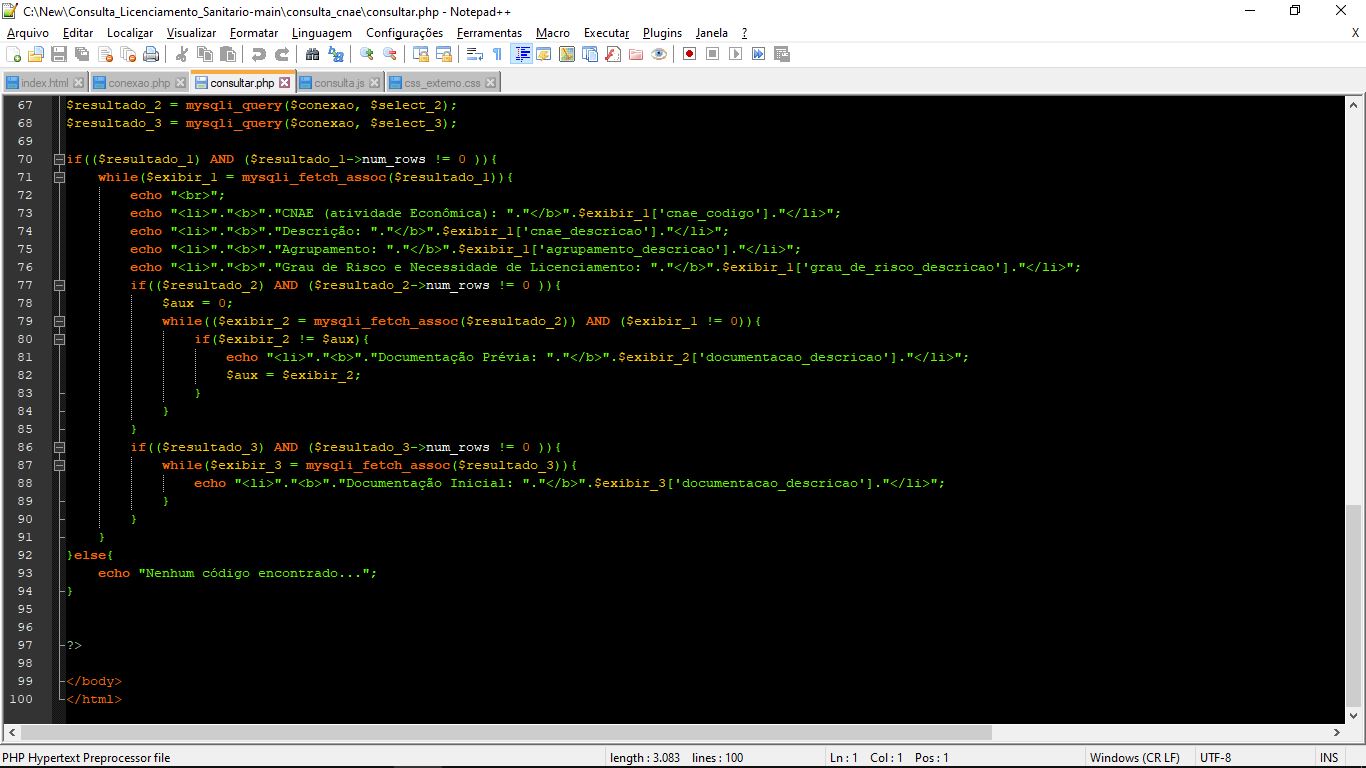 C:\New\Consulta_Licenciamento_Sanitario-main\consulta_cnae\consultar.php - Notepad++
Arquivo Editar Localizar Visualizar Formatar Linguagem Configurações Ferramentas Macro Executar Plugins Janela ? X
index.html conexao.php consultar.php consulta.js css_externo.css
67 $resultado_2 = mysqli_query($conexao, $select_2);
68 $resultado_3 = mysqli_query($conexao, $select_3);
69
70 if(($resultado_1) AND ($resultado_1->num_rows != 0 )){
71 while($exibir_1 = mysqli_fetch_assoc($resultado_1)){
72 echo "<br>";
73 echo "<li>"."<b>"."CNAE (atividade Econômica): "."</b>".$exibir_1['cnae_codigo']."</li>";
74 echo "<li>"."<b>"."Descrição: "."</b>".$exibir_1['cnae_descricao']."</li>";
75 echo "<li>"."<b>"."Agrupamento: "."</b>".$exibir_1['agrupamento_descricao']."</li>";
76 echo "<li>"."<b>"."Grau de Risco e Necessidade de Licenciamento: "."</b>".$exibir_1['grau_de_risco_descricao']."</li>";
77 if(($resultado_2) AND ($resultado_2->num_rows != 0 )){
78 $aux = 0;
79 while(($exibir_2 = mysqli_fetch_assoc($resultado_2)) AND ($exibir_1 != 0)){
80 if($exibir_2 != $aux){
81 echo "<li>"."<b>"."Documentação Prévia: "."</b>".$exibir_2['documentacao_descricao']."</li>";
82 $aux = $exibir_2;
83 }
84 }
85 }
86 if(($resultado_3) AND ($resultado_3->num_rows != 0 )){
87 while($exibir_3 = mysqli_fetch_assoc($resultado_3)){
88 echo "<li>"."<b>"."Documentação Inicial: "."</b>".$exibir_3['documentacao_descricao']."</li>";
89 }
90 }
91 }
92 }else{
93 echo "Nenhum código encontrado...";
94 }
95
96
97 ?>
98
99 </body>
100 </html>
PHP Hypertext Preprocessor file length : 3.083 lines : 100 Ln : 1 Col : 1 Pos : 1 Windows (CR LF) UTF-8 INS